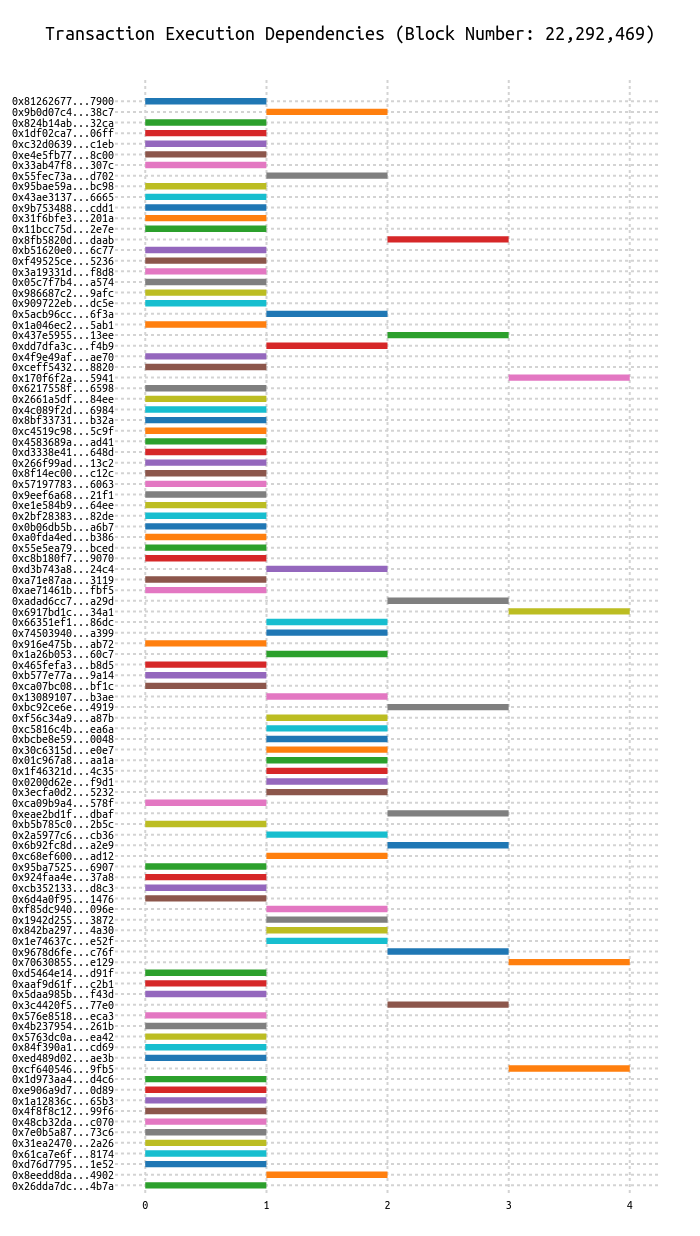 Transaction Execution Dependencies (Block Number: 22,292,469)
0x81262677...7900
0x9b0d07c4...38c7
0x824b14ab...32ca
0x1df02ca7...06ff
0xc32d0639...c1eb
0xe4e5fb77...8c00
0x33ab47f8...307c
0x55fec73a...d702
0x95bae59a...bc98
0x43ae3137...6665
0x9b753488...cdd1
0x31f6bfe3...201a
0x11bcc75d...2e7e
0x8fb5820d...daab
0xb51620e0...6c77
0xf49525ce...5236
0x3a19331d...f8d8
0x05c7f7b4...a574
0x986687c2...9afc
0x909722eb...dc5e
0x5acb96cc...6f3a
0x1a046ec2...5ab1
0x437e5955...13ee
0xdd7dfa3c...f4b9
0x4f9e49af...ae70
0xceff5432...8820
0x170f6f2a...5941
0x6217558f...6598
0x2661a5df...84ee
0x4c089f2d...6984
0x8bf33731...b32a
0xc4519c98...5c9f
0x4583689a...ad41
0xd3338e41...648d
0x266f99ad...13c2
0x8f14ec00...c12c
0x57197783...6063
0x9eef6a68...21f1
0xe1e584b9...64ee
0x2bf28383...82de
0x0b06db5b...a6b7
0xa0fda4ed...b386
0x55e5ea79...bced
0xc8b180f7...9070
0xd3b743a8...24c4
0xa71e87aa...3119
0xae71461b...fbf5
0xadad6cc7...a29d
0x6917bd1c...34a1
0x66351ef1...86dc
0x74503940...a399
0x916e475b...ab72
0x1a26b053...60c7
0x465fefa3...b8d5
0xb577e77a...9a14
0xca07bc08...bf1c
0x13089107...b3ae
0xbc92ce6e...4919
0xf56c34a9...a87b
0xc5816c4b...ea6a
0xbcbe8e59...0048
0x30c6315d...e0e7
0x01c967a8...aa1a
0x1f46321d...4c35
0x0200d62e...f9d1
0x3ecfa0d2...5232
0xca09b9a4...578f
0xeae2bd1f...dbaf
0xb5b785c0...2b5c
0x2a5977c6...cb36
0x6b92fc8d...a2e9
0xc68ef600...ad12
0x95ba7525...6907
0x924faa4e...37a8
0xcb352133...d8c3
0x6d4a0f95...1476
0xf85dc940...096e
0x1942d255...3872
0x842ba297...4a30
0x1e74637c...e52f
0x9678d6fe...c76f
0x70630855...e129
0xd5464e14...d91f
0xaaf9d61f...c2b1
0x5daa985b...f43d
0x3c4420f5...77e0
0x576e8518...eca3
0x4b237954...261b
0x5763dc0a...ea42
0x84f390a1...cd69
0xed489d02...ae3b
0xcf640546...9fb5
0x1d973aa4...d4c6
0xe906a9d7...0d89
0x1a12836c...65b3
0x4f8f8c12...99f6
0x48cb32da...c070
0x7e0b5a87...73c6
0x31ea2470...2a26
0x61ca7e6f...8174
0xd76d7795...1e52
0x8eedd8da...4902
0x26dda7dc...4b7a
0 1 2 3 4